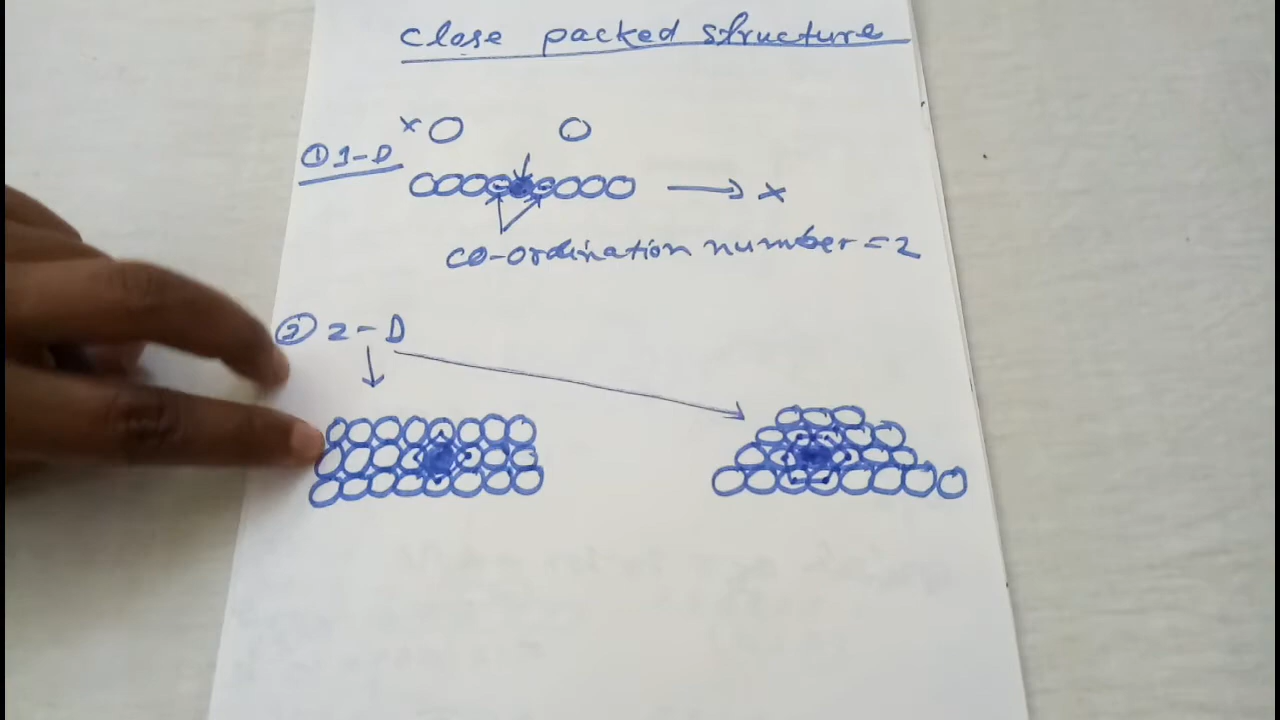 close packed structure
x
① 1-D
x
co-ordination number = 2
② 2-D